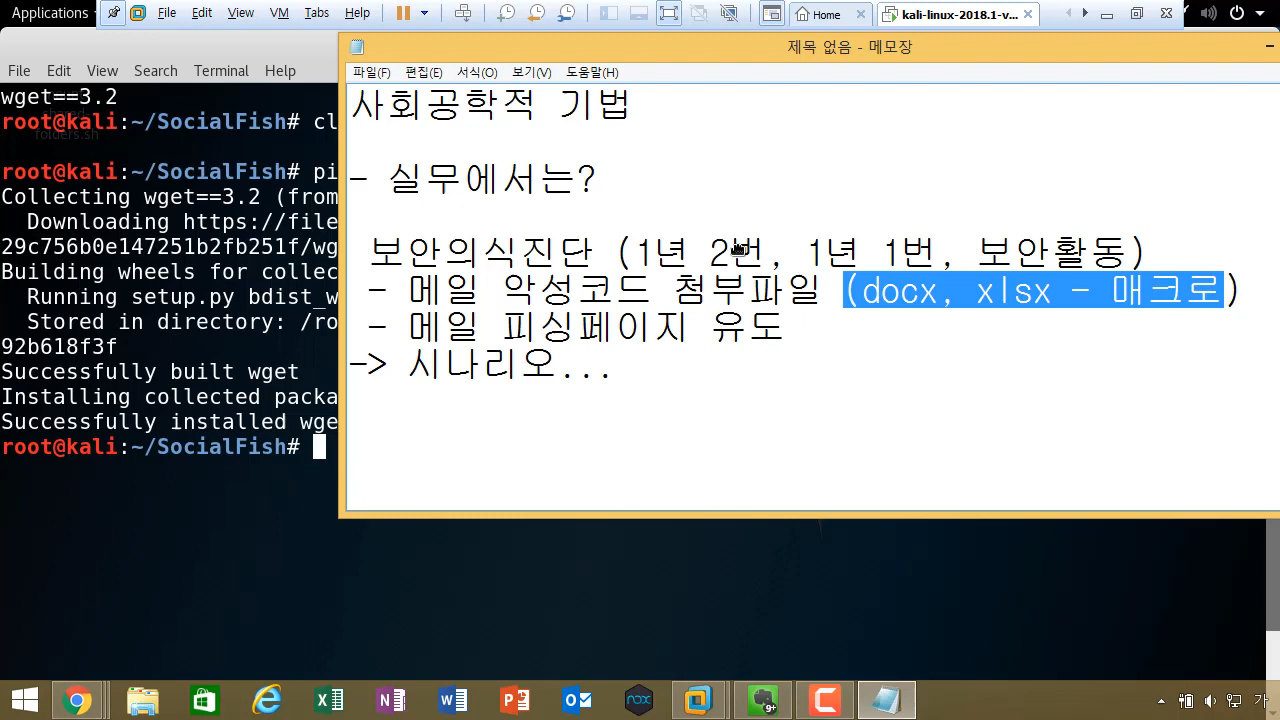 Applications
File Edit View VM Tabs Help
Home
kali-linux-2018.1-v...
제목 없음 - 메모장
File Edit View Search Terminal Help
파일(F) 편집(E) 서식(O) 보기(V) 도움말(H)
wget==3.2
root@kali:~/SocialFish# cl
folders.sh
root@kali:~/SocialFish# pi
Collecting wget==3.2 (from
Downloading https://file
29c756b0e147251b2fb251f/wg
Building wheels for collec
Running setup.py bdist_w
Stored in directory: /ro
92b618f3f
Successfully built wget
Installing collected packa
Successfully installed wge
root@kali:~/SocialFish#
사회공학적 기법
- 실무에서는?
보안의식진단 (1년 2번, 1년 1번, 보안활동)
- 메일 악성코드 첨부파일 (docx, xlsx - 매크로)
- 메일 피싱페이지 유도
-> 시나리오...
nox
9+
가